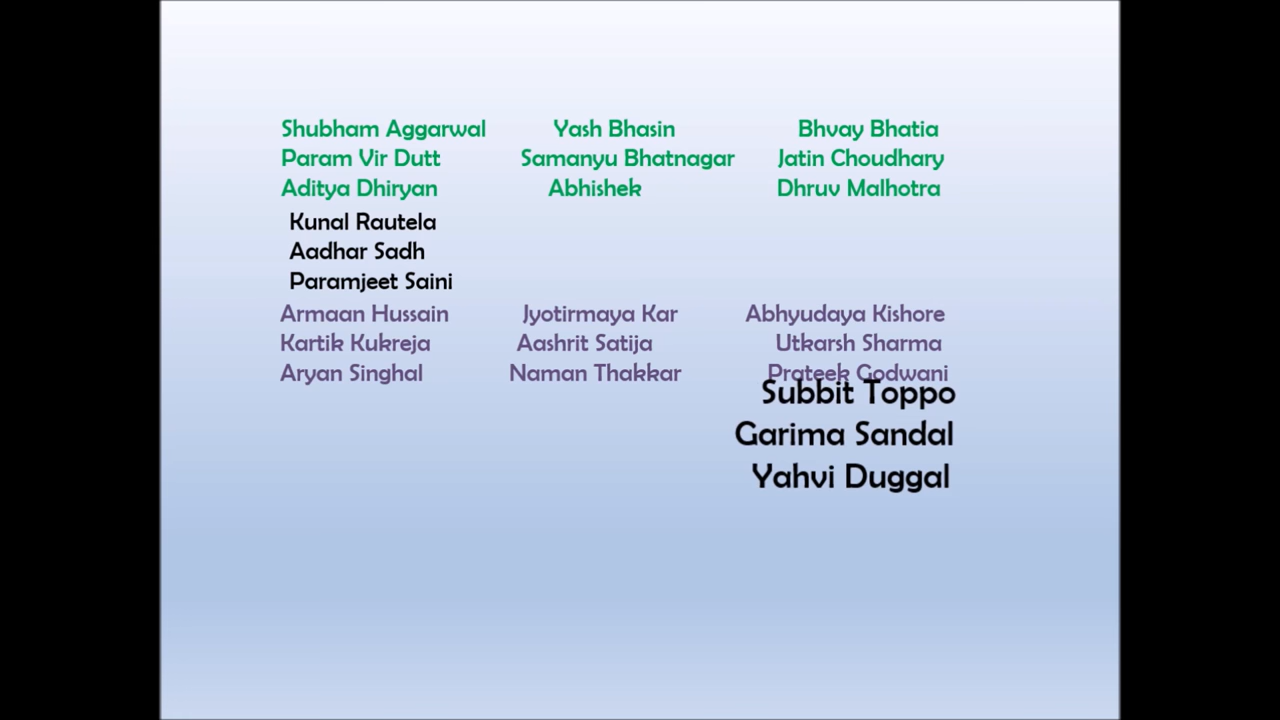 Shubham Aggarwal Yash Bhasin Bhvay Bhatia
Param Vir Dutt Samanyu Bhatnagar Jatin Choudhary
Aditya Dhiryan Abhishek Dhruv Malhotra
Kunal Rautela
Aadhar Sadh
Paramjeet Saini
Armaan Hussain Jyotirmaya Kar Abhyudaya Kishore
Kartik Kukreja Aashrit Satija Utkarsh Sharma
Aryan Singhal Naman Thakkar Prateek Godwani
Subbit Toppo
Garima Sandal
Yahvi Duggal